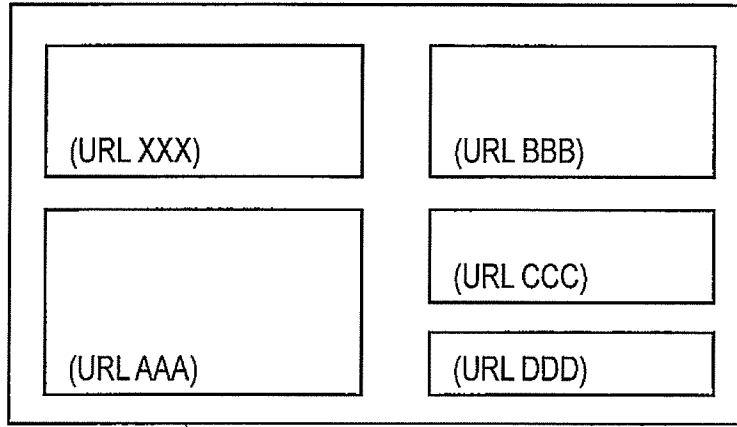 (URL XXX)
(URL AAA)
(URL BBB)
(URL CCC)
(URL DDD)